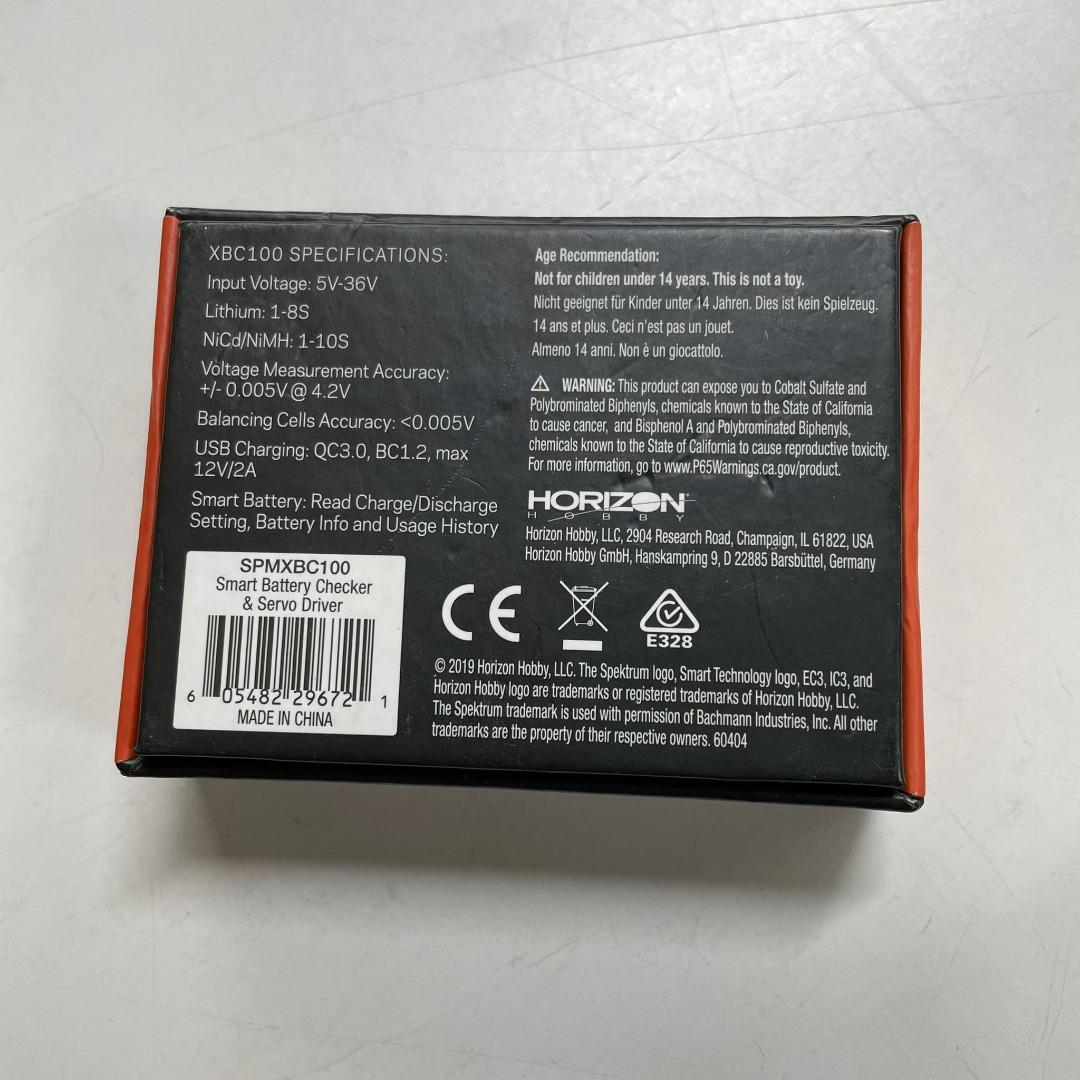 XBC100 SPECIFICATIONS:
Input Voltage: 5V-36V
Lithium: 1-8S
NiCd/NiMH: 1-10S
Voltage Measurement Accuracy:
+/- 0.005V @ 4.2V
Balancing Cells Accuracy: <0.005V
USB Charging: QC3.0, BC1.2, max
12V/2A
Smart Battery: Read Charge/Discharge
Setting, Battery Info and Usage History
SPMXBC100
Smart Battery Checker
& Servo Driver
6 05482 29672 1
MADE IN CHINA
Age Recommendation:
Not for children under 14 years. This is not a toy.
Nicht geeignet für Kinder unter 14 Jahren. Dies ist kein Spielzeug.
14 ans et plus. Ceci n'est pas un jouet.
Almeno 14 anni. Non è un giocattolo.
WARNING: This product can expose you to Cobalt Sulfate and
Polybrominated Biphenyls, chemicals known to the State of California
to cause cancer, and Bisphenol A and Polybrominated Biphenyls,
chemicals known to the State of California to cause reproductive toxicity.
For more information, go to www.P65Warnings.ca.gov/product.
HORIZON
HOBBY
Horizon Hobby, LLC, 2904 Research Road, Champaign, IL 61822, USA
Horizon Hobby GmbH, Hanskampring 9, D 22885 Barsbüttel, Germany
CE
E328
© 2019 Horizon Hobby, LLC. The Spektrum logo, Smart Technology logo, EC3, IC3, and
Horizon Hobby logo are trademarks or registered trademarks of Horizon Hobby, LLC.
The Spektrum trademark is used with permission of Bachmann Industries, Inc. All other
trademarks are the property of their respective owners. 60404